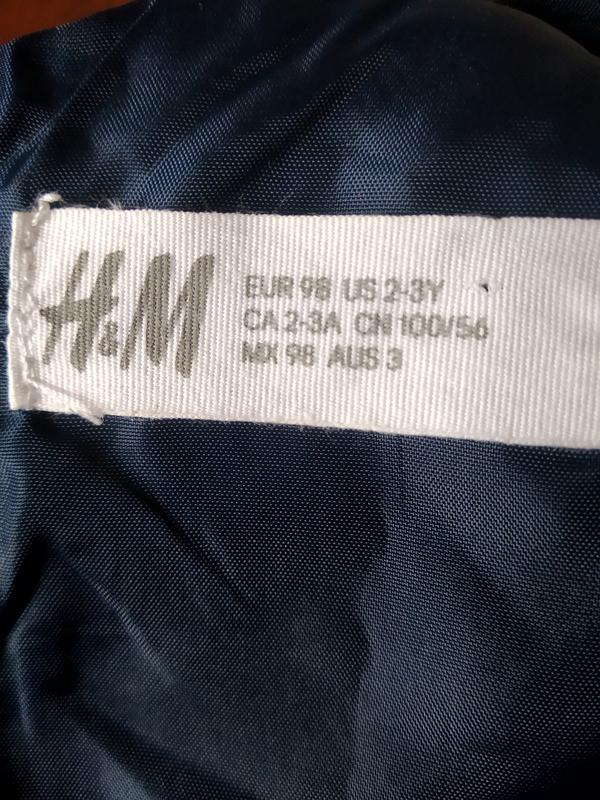 H&M
EUR 98 US 2-3Y
CA 2-3A CN 100/56
MX 98 AUS 3